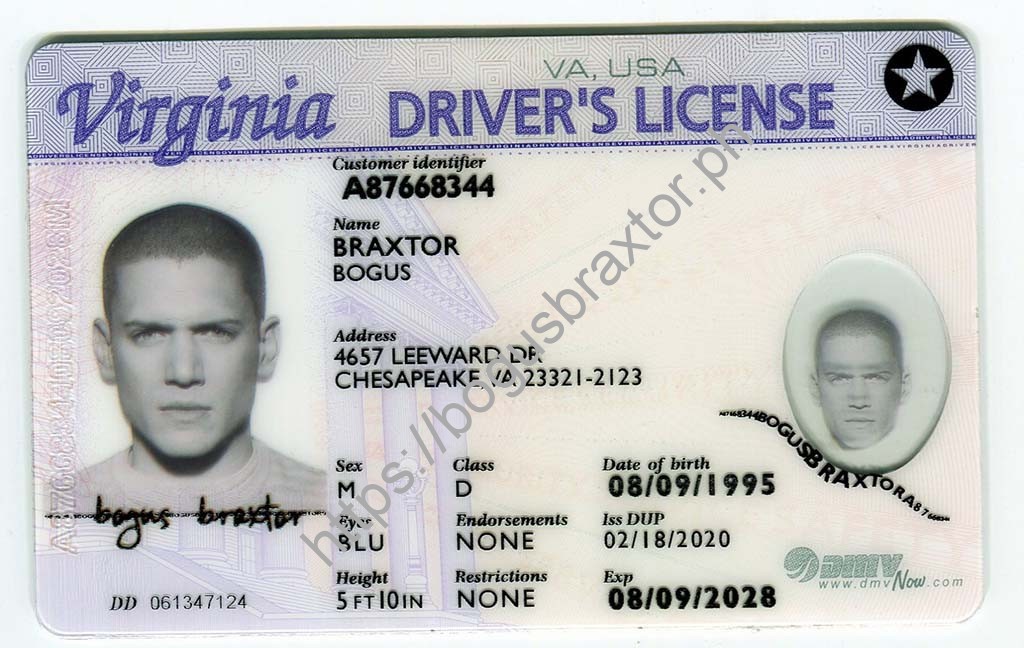 VA, USA
Virginia DRIVER'S LICENSE
Customer identifier
A87668344
Name
BRAXTOR
BOGUS
Address
4657 LEEWARD DR
CHESAPEAKE VA 23321-2123
Sex Class Date of birth
M D 08/09/1995
bogus braxtor
Eyes Endorsements Iss DUP
BLU NONE 02/18/2020
Height Restrictions Exp
5 FT 10 IN NONE 08/09/2028
DD 061347124
DMV
www.dmvNow.com
A87668344BOGUSBRAXTORA87668344
https://bogusbraxtor.ph